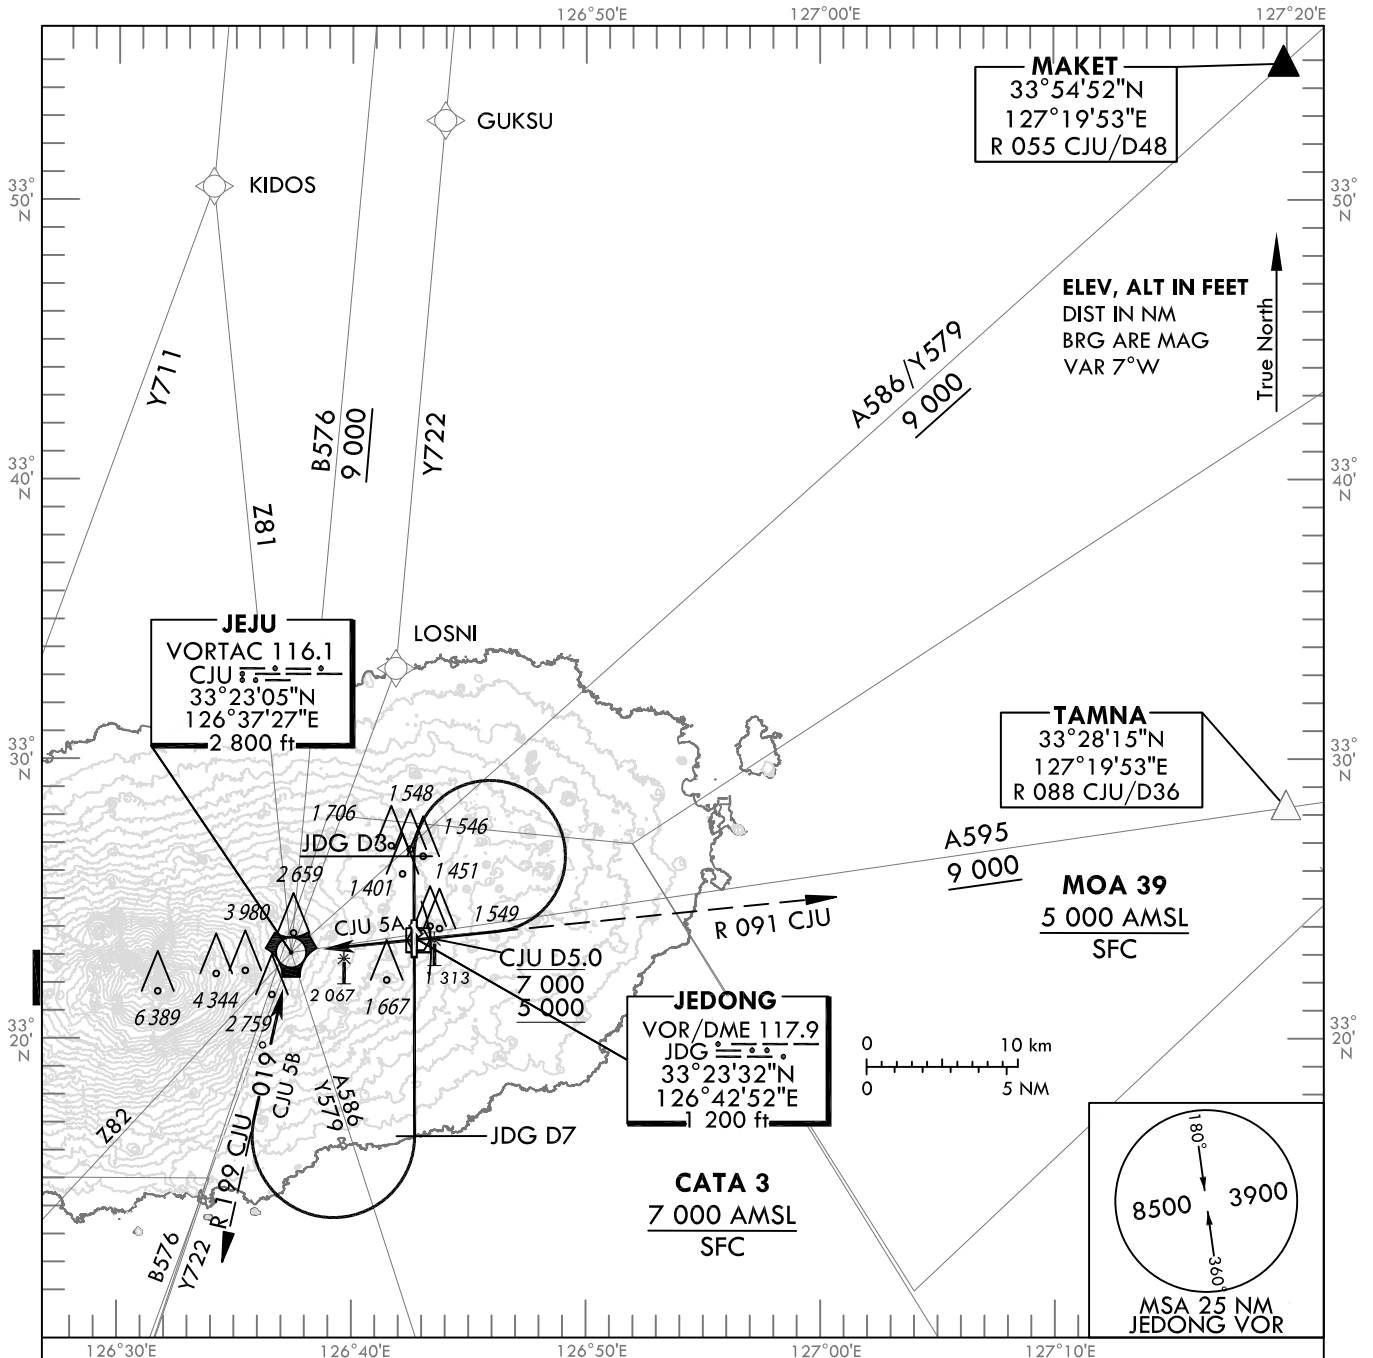 126°50'E
127°00'E
127°20'E
MAKET
33°54'52"N
127°19'53"E
R 055 CJU/D48
GUKSU
KIDOS
33°
50'
N
33°
50'
N
ELEV, ALT IN FEET
DIST IN NM
BRG ARE MAG
VAR 7°W
True North
A586/Y579
9 000
Y711
B576
9 000
Y722
33°
40'
N
33°
40'
N
Z81
JEJU
VORTAC 116.1
CJU
33°23'05"N
126°37'27"E
2 800 ft
LOSNI
33°
30'
N
33°
30'
N
TAMNA
33°28'15"N
127°19'53"E
R 088 CJU/D36
1 548
1 706
1 546
JDG D3
A595
9 000
2 659
1 401
1 451
MOA 39
5 000 AMSL
SFC
3 980
CJU 5A
1 549
R 091 CJU
CJU D5.0
7 000
5 000
6 389
4 344
2 759
2 067
1 667
1 313
JEDONG
VOR/DME 117.9
JDG
33°23'32"N
126°42'52"E
1 200 ft
33°
20'
N
33°
20'
N
0
10 km
0
5 NM
019°
CJU 5B
A586
Y579
Z82
R 199 CJU
JDG D7
CATA 3
7 000 AMSL
SFC
B576
Y722
180°
8500
3900
360°
MSA 25 NM
JEDONG VOR
126°30'E
126°40'E
126°50'E
127°00'E
127°10'E